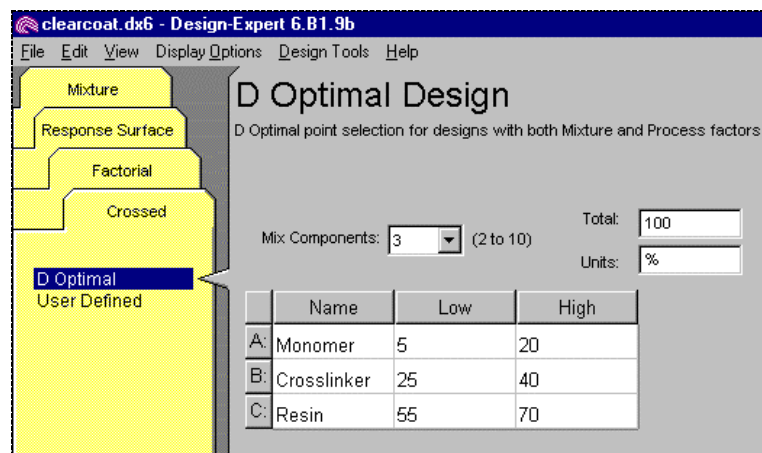 clearcoat.dx6 - Design-Expert 6.B1.9b
File Edit View Display Options Design Tools Help
Mixture
Response Surface
Factorial
Crossed
D Optimal
User Defined
D Optimal Design
D Optimal point selection for designs with both Mixture and Process factors
Mix Components: 3 (2 to 10)
Total: 100
Units: %
Name Low High
A: Monomer 5 20
B: Crosslinker 25 40
C: Resin 55 70